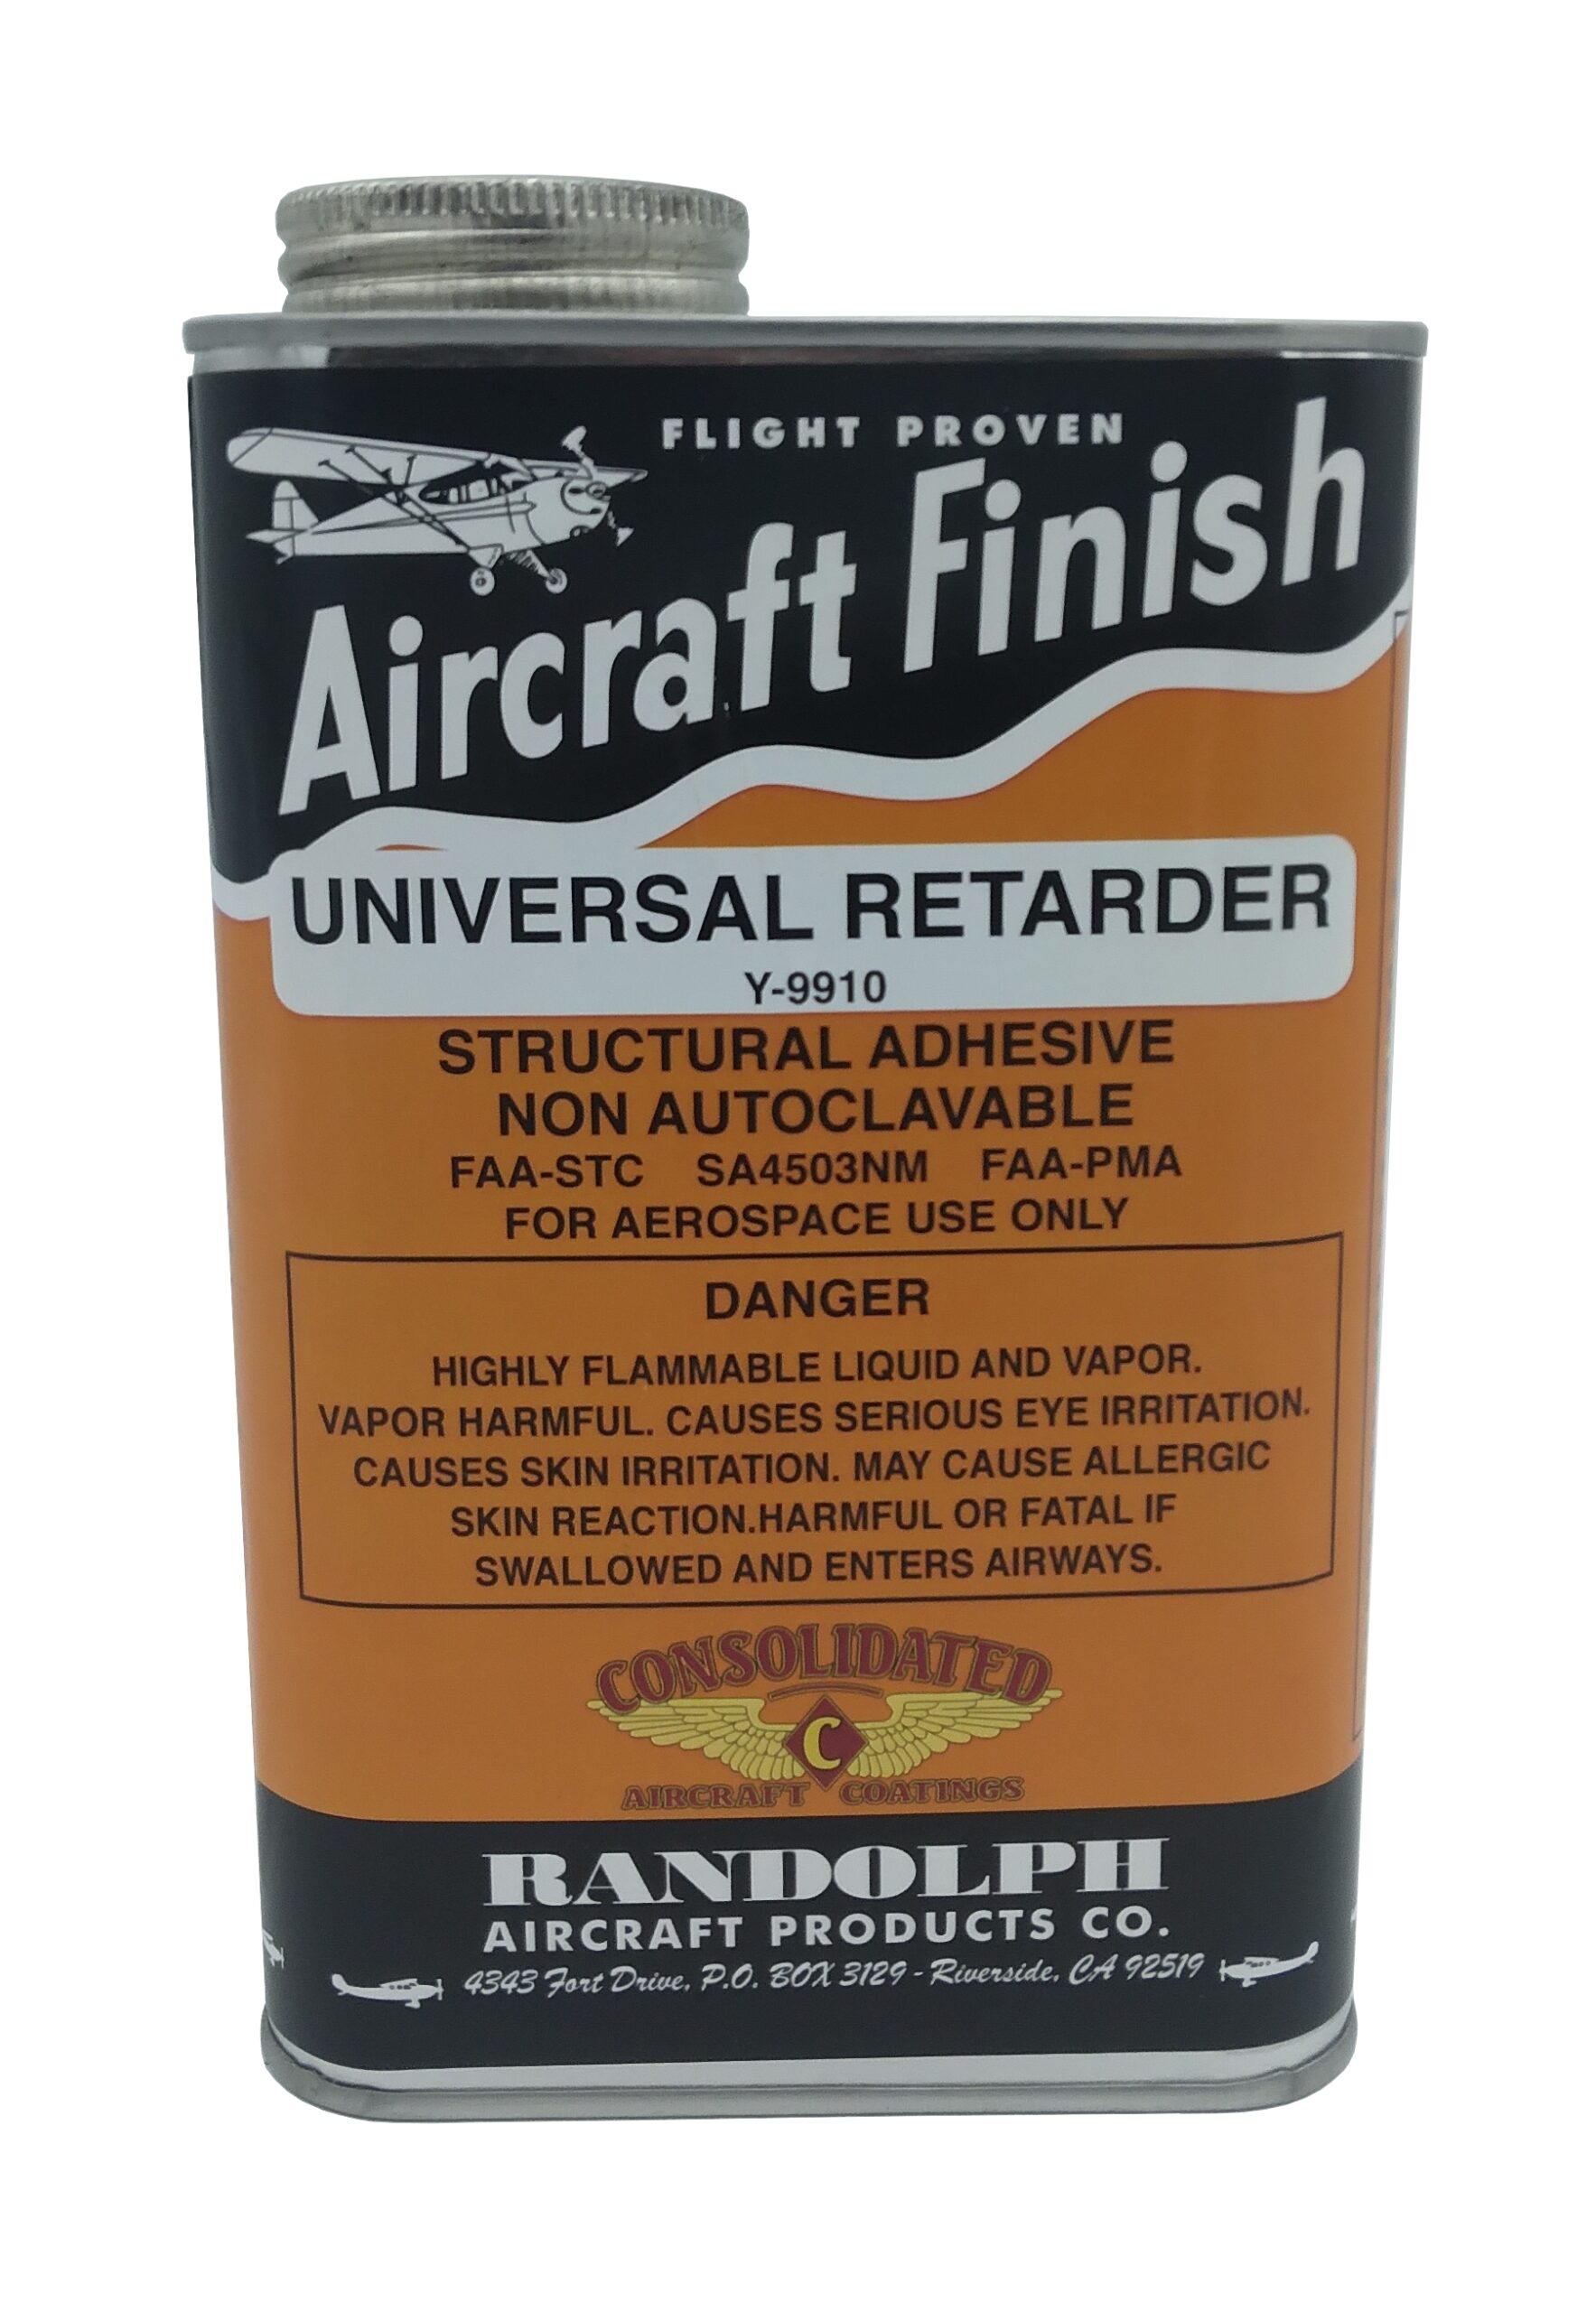 FLIGHT PROVEN
Aircraft Finish
UNIVERSAL RETARDER
Y-9910
STRUCTURAL ADHESIVE
NON AUTOCLAVABLE
FAA-STC SA4503NM FAA-PMA
FOR AEROSPACE USE ONLY
DANGER
HIGHLY FLAMMABLE LIQUID AND VAPOR.
VAPOR HARMFUL. CAUSES SERIOUS EYE IRRITATION.
CAUSES SKIN IRRITATION. MAY CAUSE ALLERGIC
SKIN REACTION.HARMFUL OR FATAL IF
SWALLOWED AND ENTERS AIRWAYS.
CONSOLIDATED
C
AIRCRAFT COATINGS
RANDOLPH
AIRCRAFT PRODUCTS CO.
4343 Fort Drive, P.O. BOX 3129 - Riverside, CA 92519